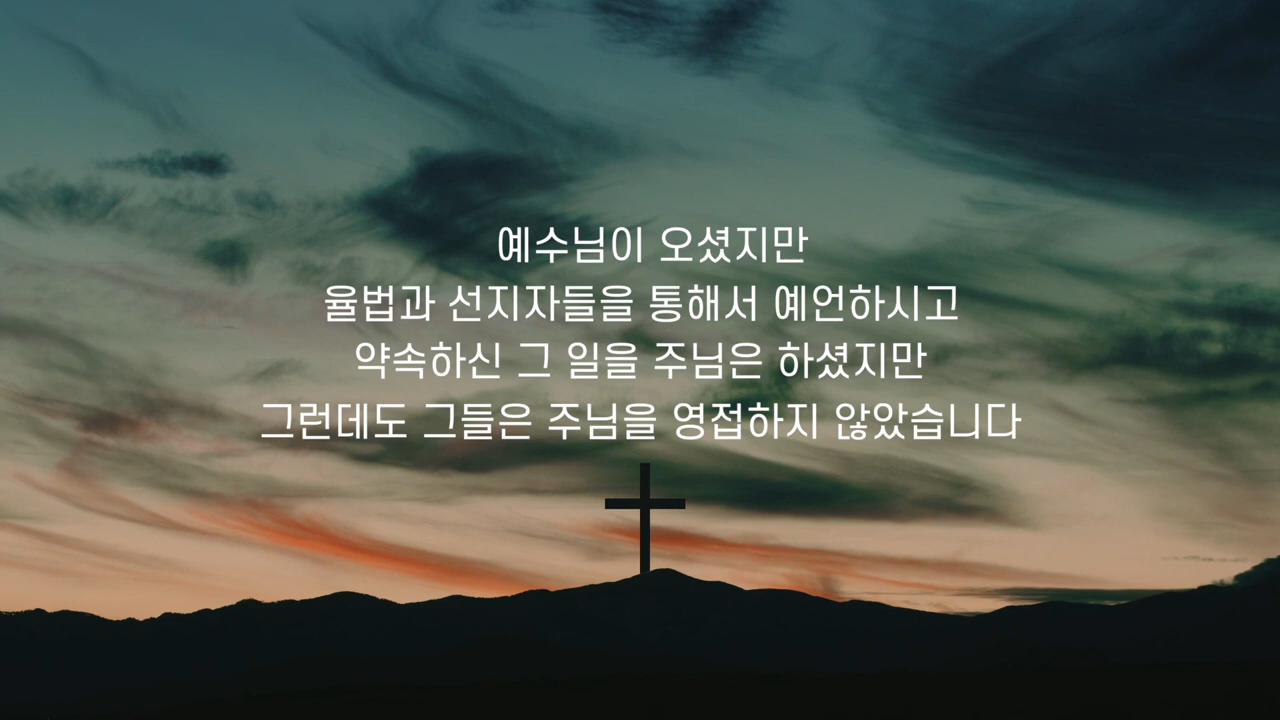 예수님이 오셨지만
율법과 선지자들을 통해서 예언하시고
약속하신 그 일을 주님은 하셨지만
그런데도 그들은 주님을 영접하지 않았습니다